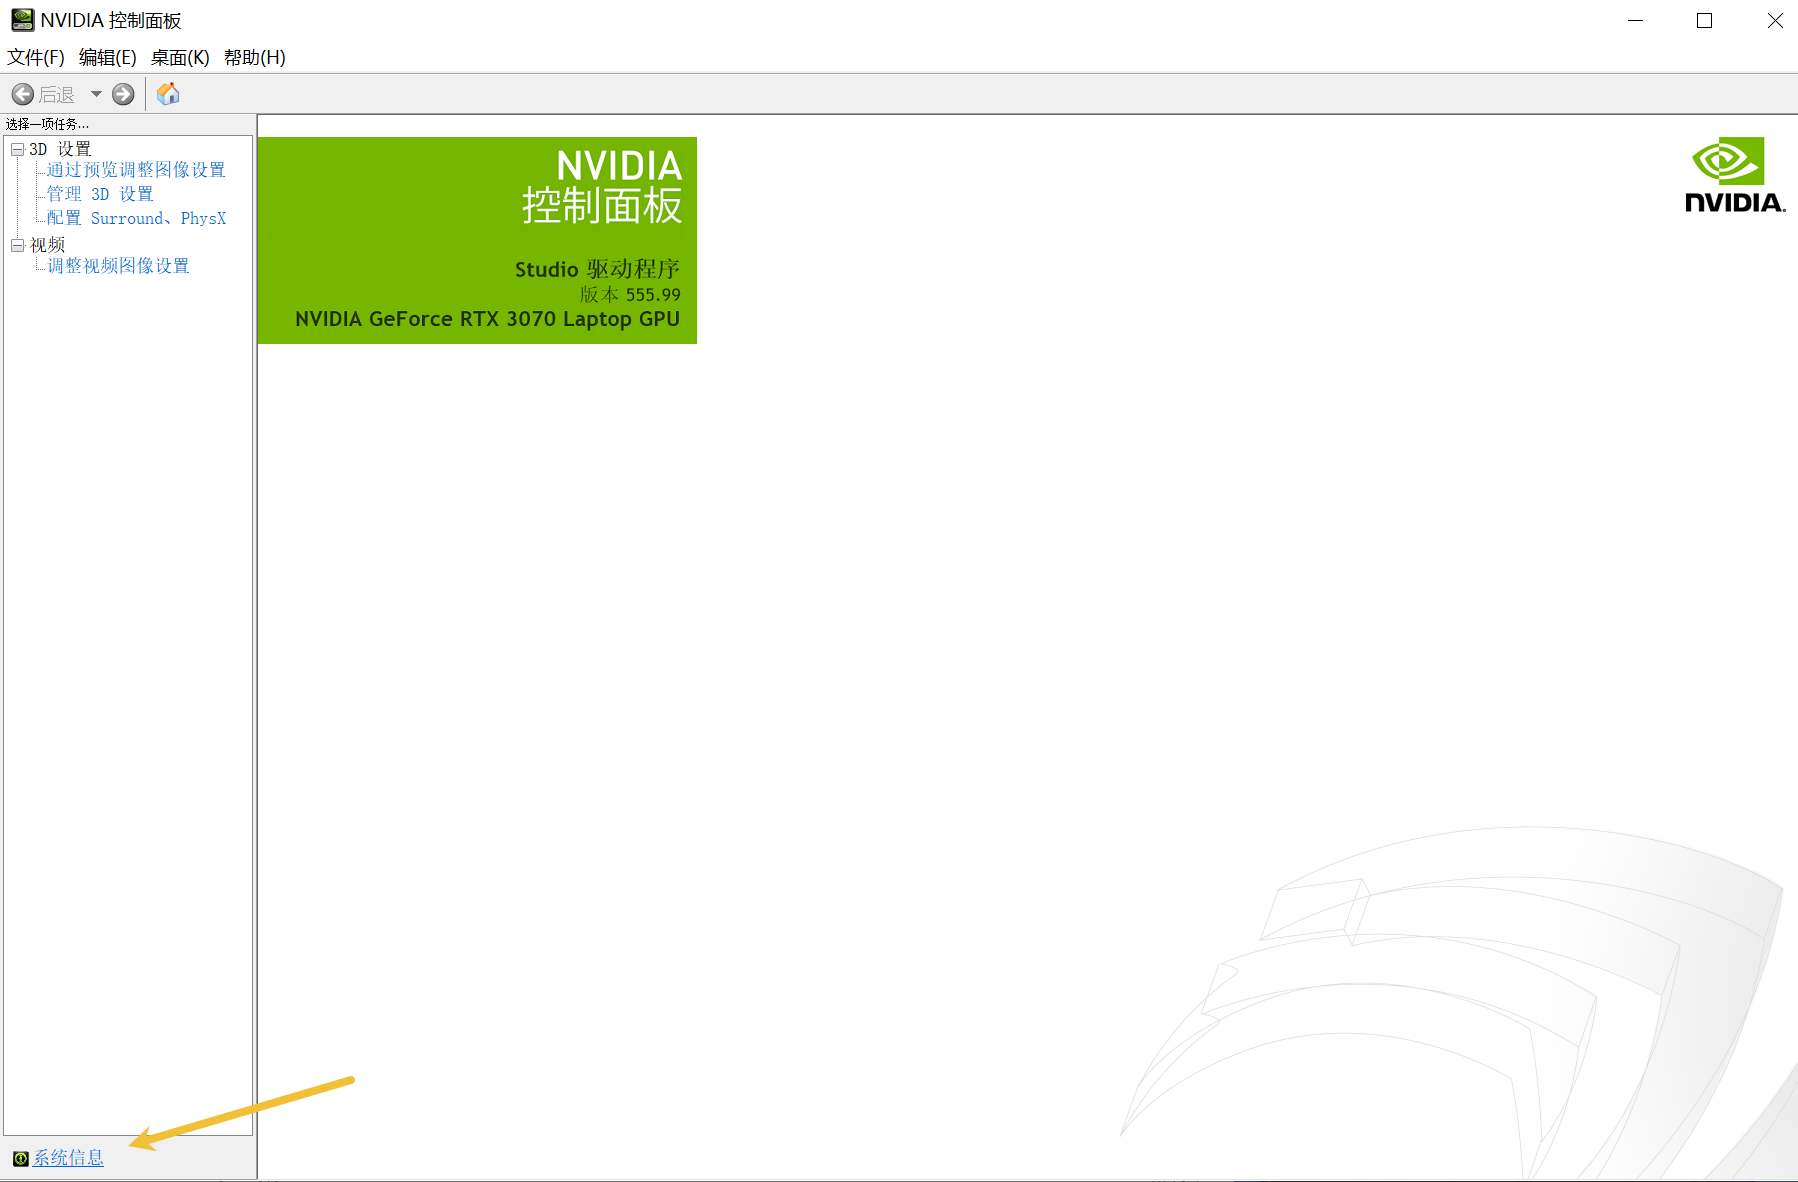 NVIDIA 控制面板
文件(F) 编辑(E) 桌面(K) 帮助(H)
后退
选择一项任务...
3D 设置
通过预览调整图像设置
管理 3D 设置
配置 Surround、PhysX
视频
调整视频图像设置
NVIDIA
控制面板
Studio 驱动程序
版本 555.99
NVIDIA GeForce RTX 3070 Laptop GPU
NVIDIA.
系统信息